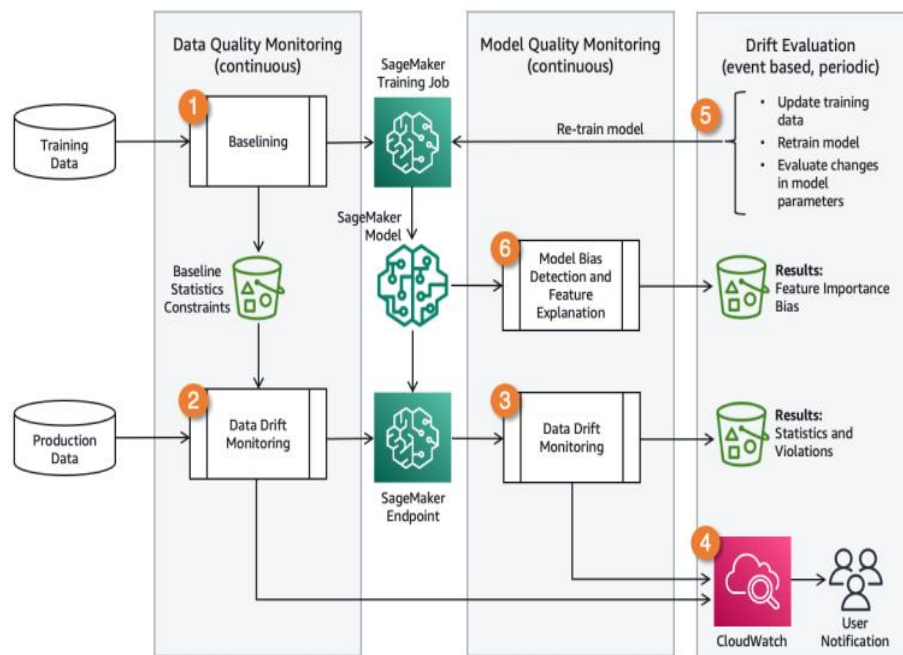 Data Quality Monitoring
(continuous)
SageMaker
Training Job
Model Quality Monitoring
(continuous)
Drift Evaluation
(event based, periodic)
Training
Data
1
Baselining
Re-train model
5
• Update training
data
• Retrain model
• Evaluate changes
in model
parameters
SageMaker
Model
Baseline
Statistics
Constraints
6
Model Bias
Detection and
Feature
Explanation
Results:
Feature Importance
Bias
Production
Data
2
Data Drift
Monitoring
SageMaker
Endpoint
3
Data Drift
Monitoring
Results:
Statistics and
Violations
4
CloudWatch
User
Notification